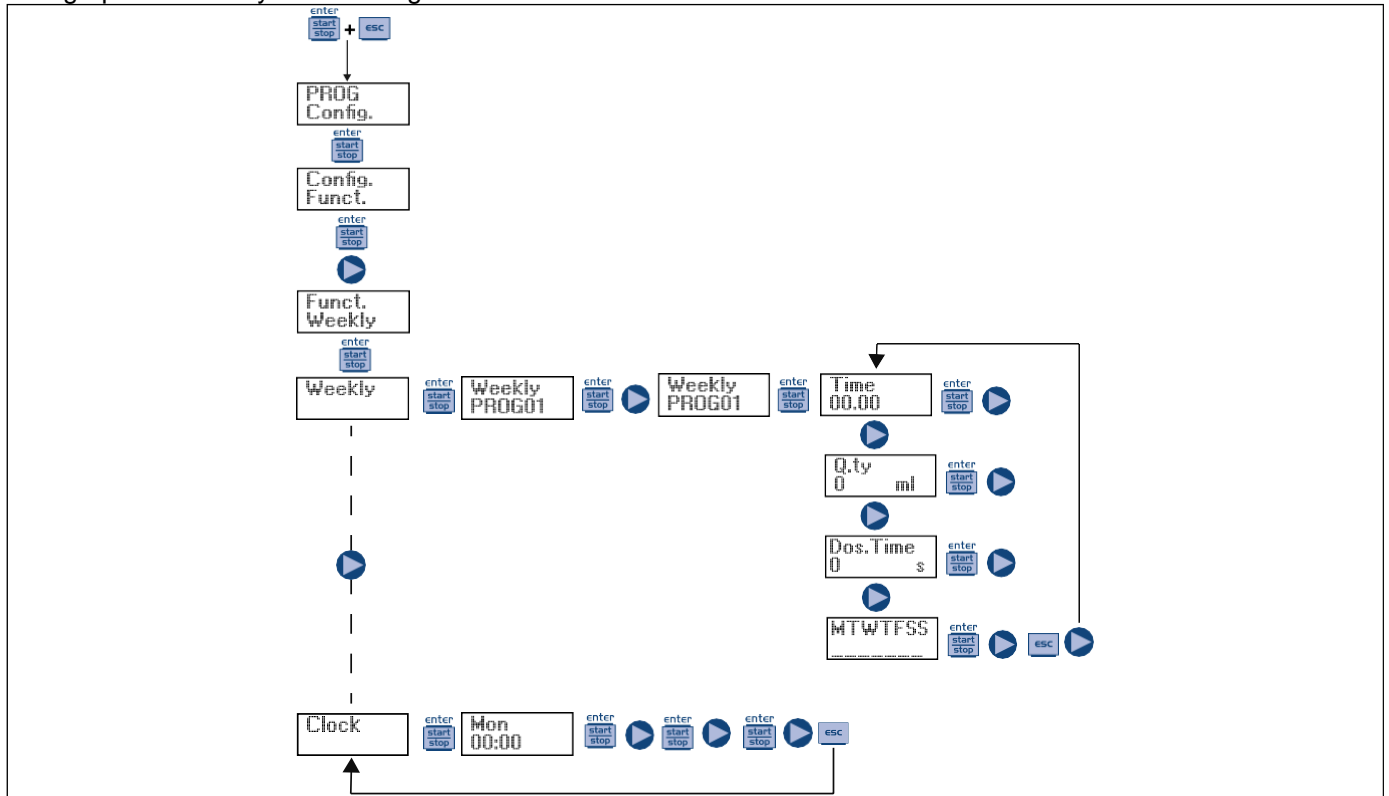 enter
start
stop
+
esc
PROG
Config.
enter
start
stop
Config.
Funct.
enter
start
stop
Funct.
Weekly
enter
start
stop
Weekly
enter
start
stop
Weekly
PROG01
enter
start
stop
Weekly
PROG01
enter
start
stop
Time
00.00
enter
start
stop
Q.ty
0 ml
enter
start
stop
Dos.Time
0 s
enter
start
stop
MTWTFSS
_______
enter
start
stop
esc
Clock
enter
start
stop
Mon
00:00
enter
start
stop
enter
start
stop
enter
start
stop
esc